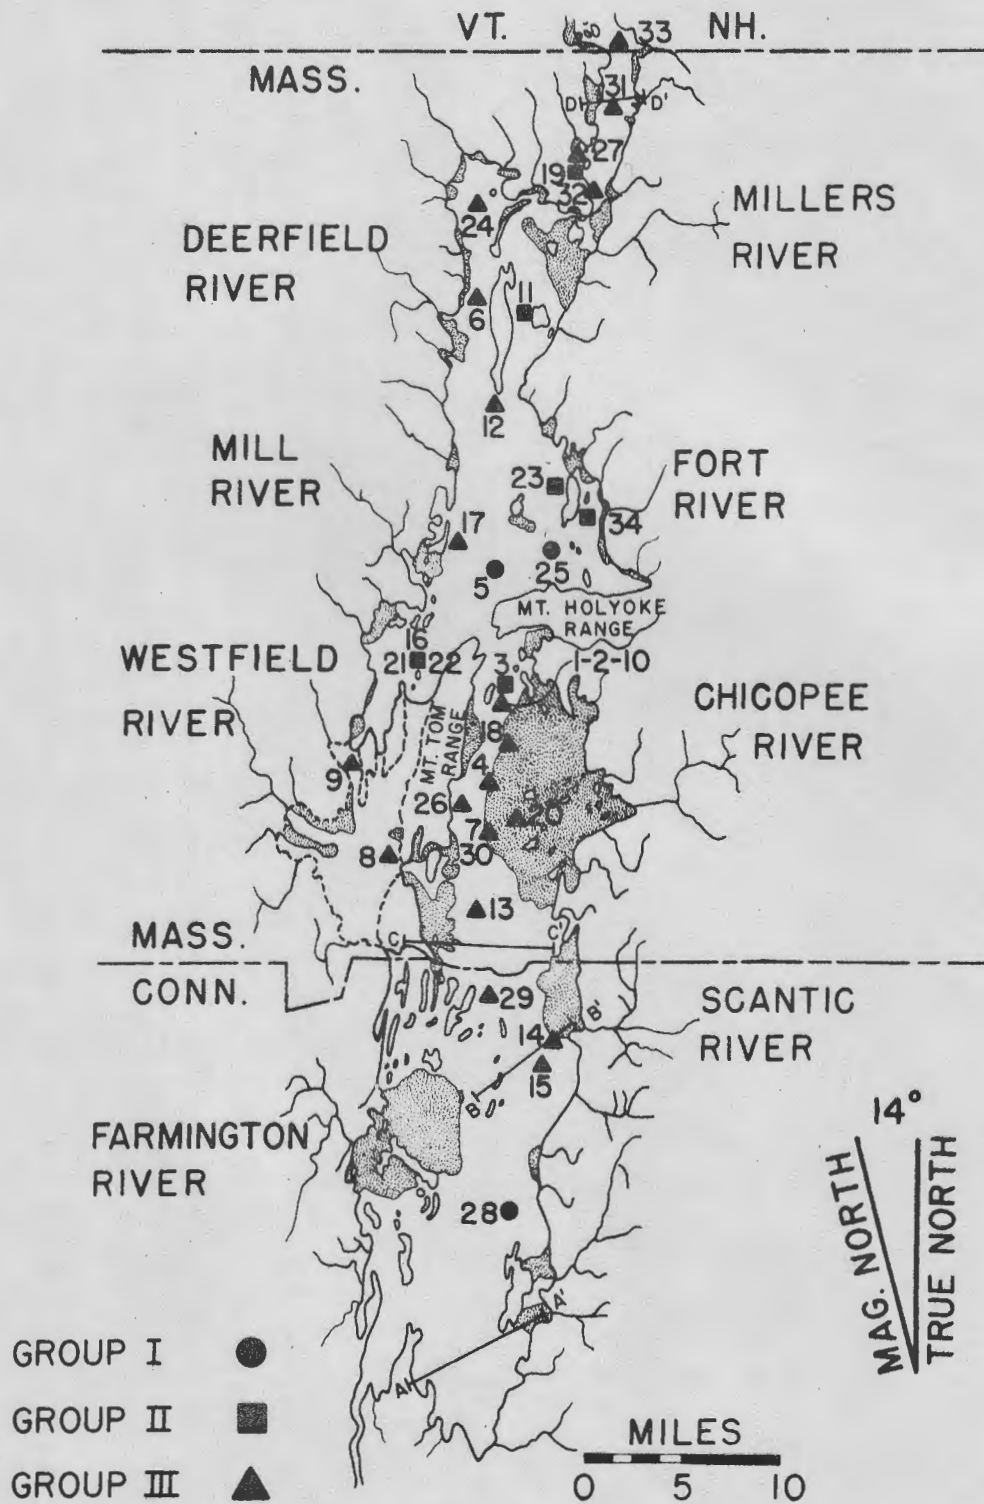 VT. NH.
33
MASS.
31
D D'
27
19
32
MILLERS
RIVER
24
DEERFIELD
RIVER
11
6
12
MILL
RIVER
23
FORT
RIVER
34
17
25
5
MT. HOLYOKE
RANGE
16
21 22
3
1-2-10
WESTFIELD
RIVER
CHICOPEE
RIVER
18
MT. TOM
RANGE
4
9
26
20
7
8
30
13
MASS.
C C'
CONN.
29
SCANTIC
RIVER
B'
14
15
B
FARMINGTON
RIVER
14°
MAG. NORTH
TRUE NORTH
28
A'
A
GROUP I
GROUP II
GROUP III
MILES
0 5 10